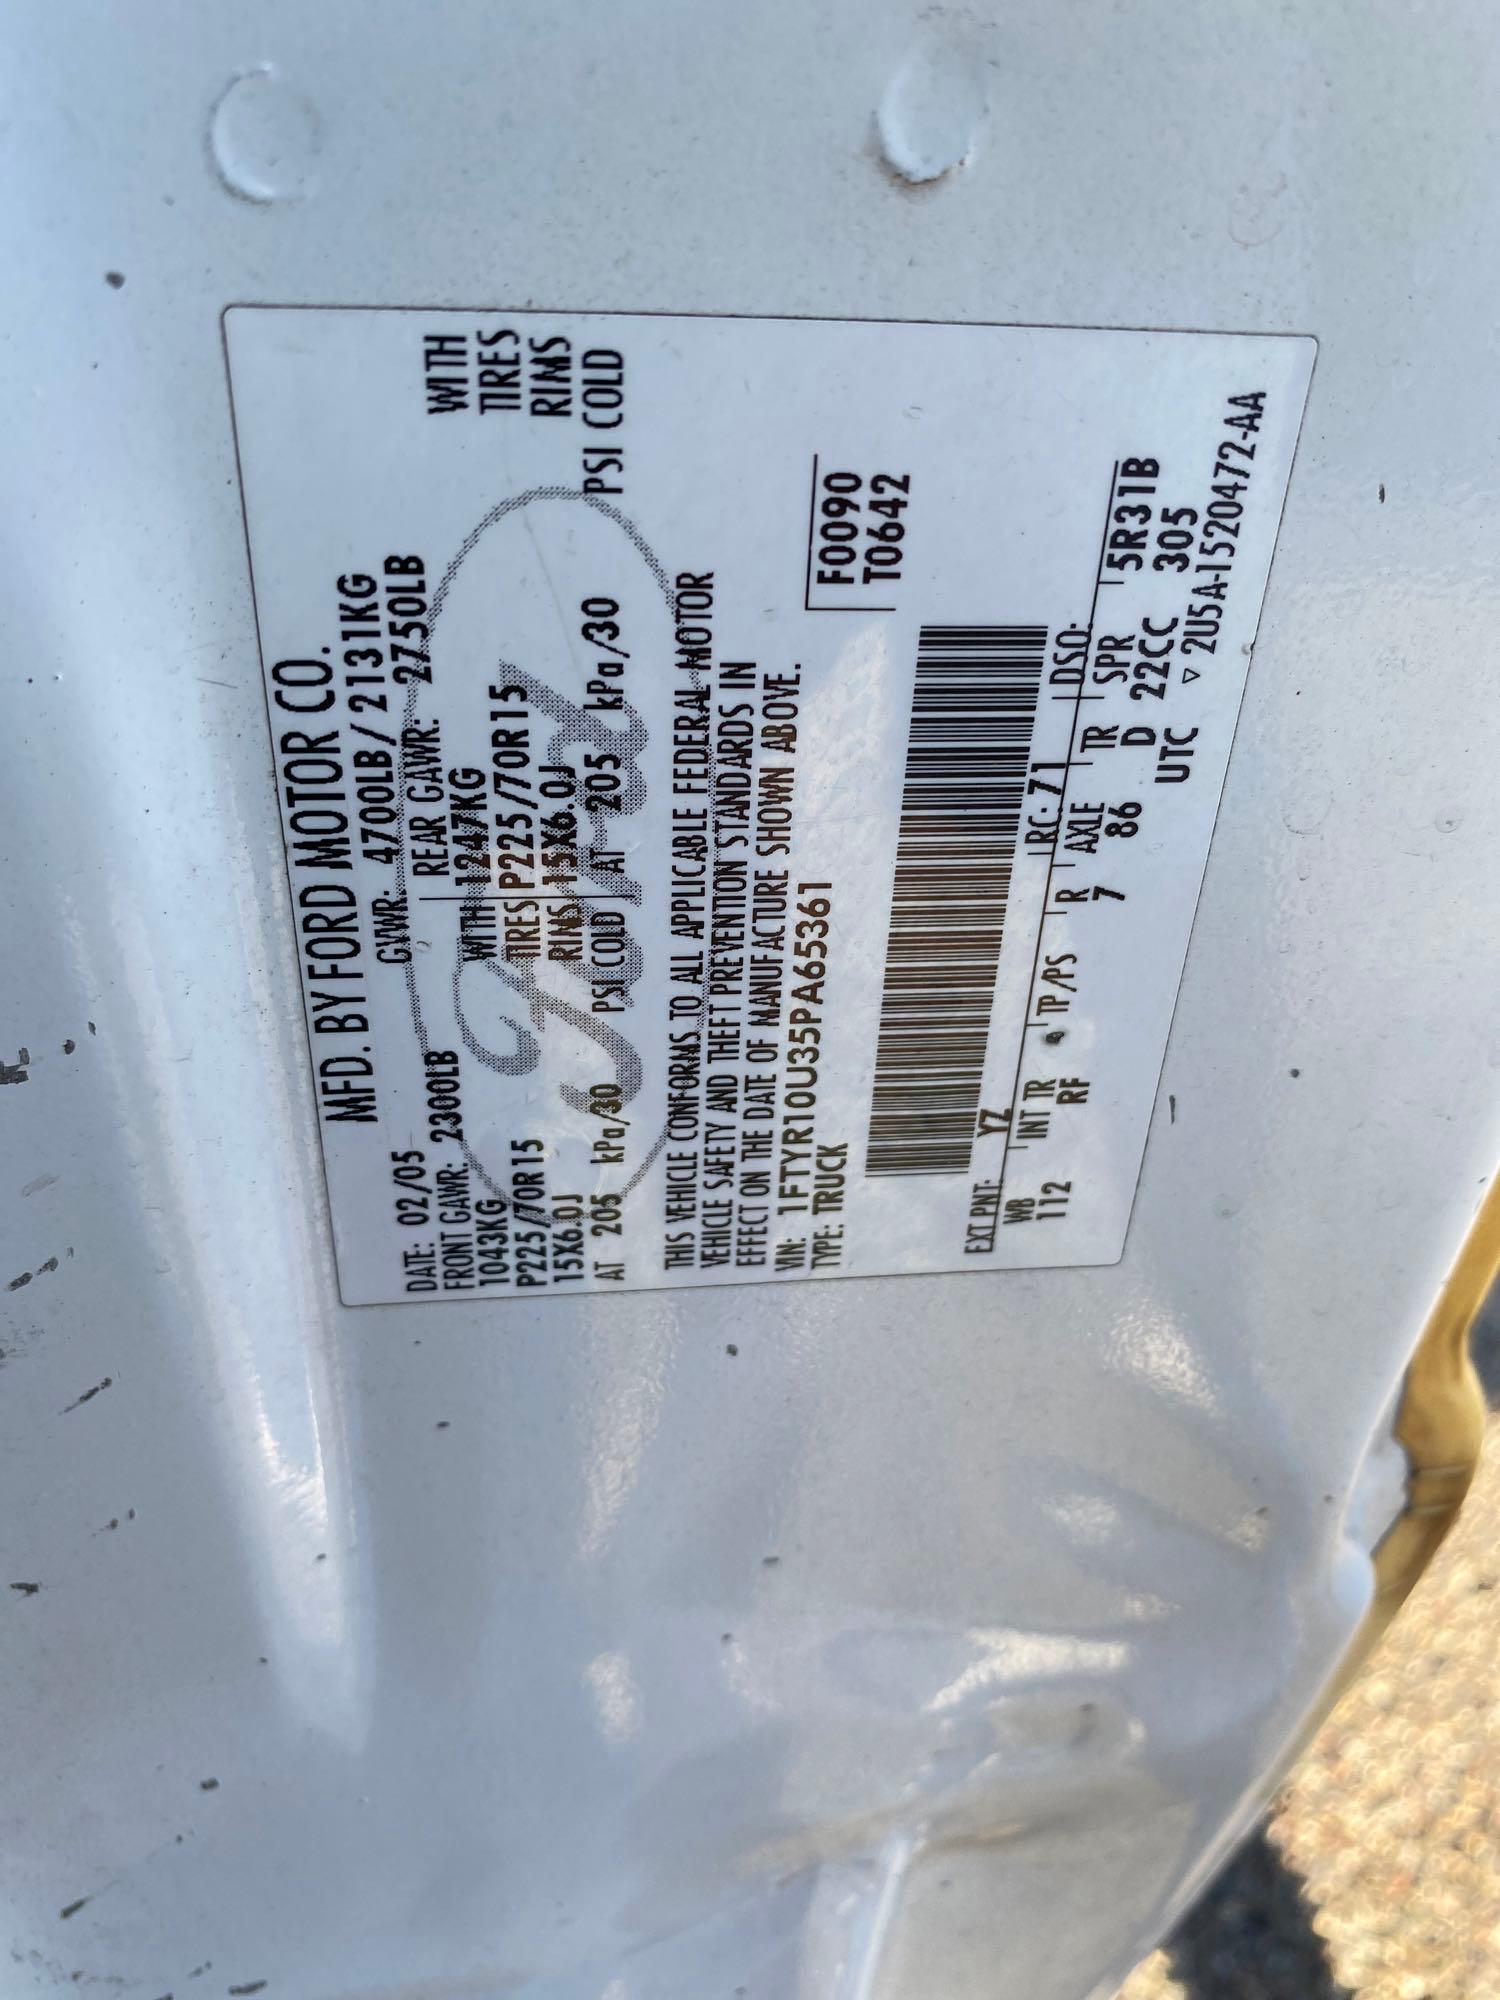 MFD. BY FORD MOTOR CO.
DATE: 02/05 GVWR: 4700LB/2131KG
FRONT GAWR: 2300LB REAR GAWR: 2750LB
1043KG WITH 1247KG WITH
P225/70R15 TIRES P225/70R15 TIRES
15X6.0J RIMS 15X6.0J RIMS
AT 205 kPa/30 PSI COLD AT 205 kPa/30 PSI COLD
Ford
THIS VEHICLE CONFORMS TO ALL APPLICABLE FEDERAL MOTOR
VEHICLE SAFETY AND THEFT PREVENTION STANDARDS IN
EFFECT ON THE DATE OF MANUFACTURE SHOWN ABOVE.
VIN: 1FTYR10U35PA65361
TYPE: TRUCK
F0090
T0642
EXT PNT: YZ RC: 71 DSO:
WB INT TR TP/PS R AXLE TR SPR 5R31B
112 RF 7 86 D 22CC 305
UTC ▽ 2U5A-1520472-AA